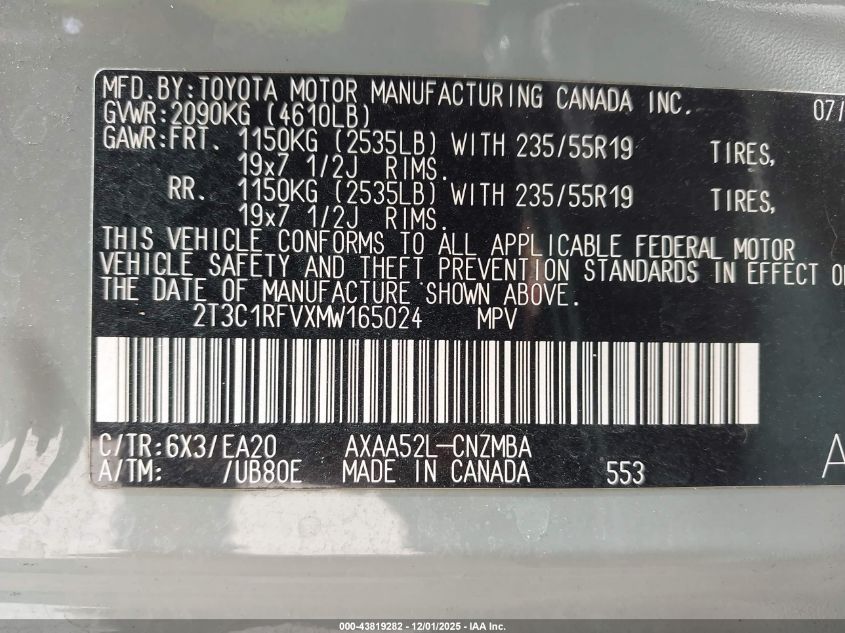 MFD.BY:TOYOTA MOTOR MANUFACTURING CANADA INC. 07/
GVWR:2090KG (4610LB)
GAWR:FRT. 1150KG (2535LB) WITH 235/55R19 TIRES,
19x7 1/2J RIMS.
RR. 1150KG (2535LB) WITH 235/55R19 TIRES,
19x7 1/2J RIMS.
THIS VEHICLE CONFORMS TO ALL APPLICABLE FEDERAL MOTOR
VEHICLE SAFETY AND THEFT PREVENTION STANDARDS IN EFFECT
THE DATE OF MANUFACTURE SHOWN ABOVE.
2T3C1RFVXMW165024 MPV
C/TR:6X3/EA20 AXAA52L-CNZMBA
A/TM: /UB80E MADE IN CANADA 553
000-43819282 - 12/01/2025 - IAA Inc.